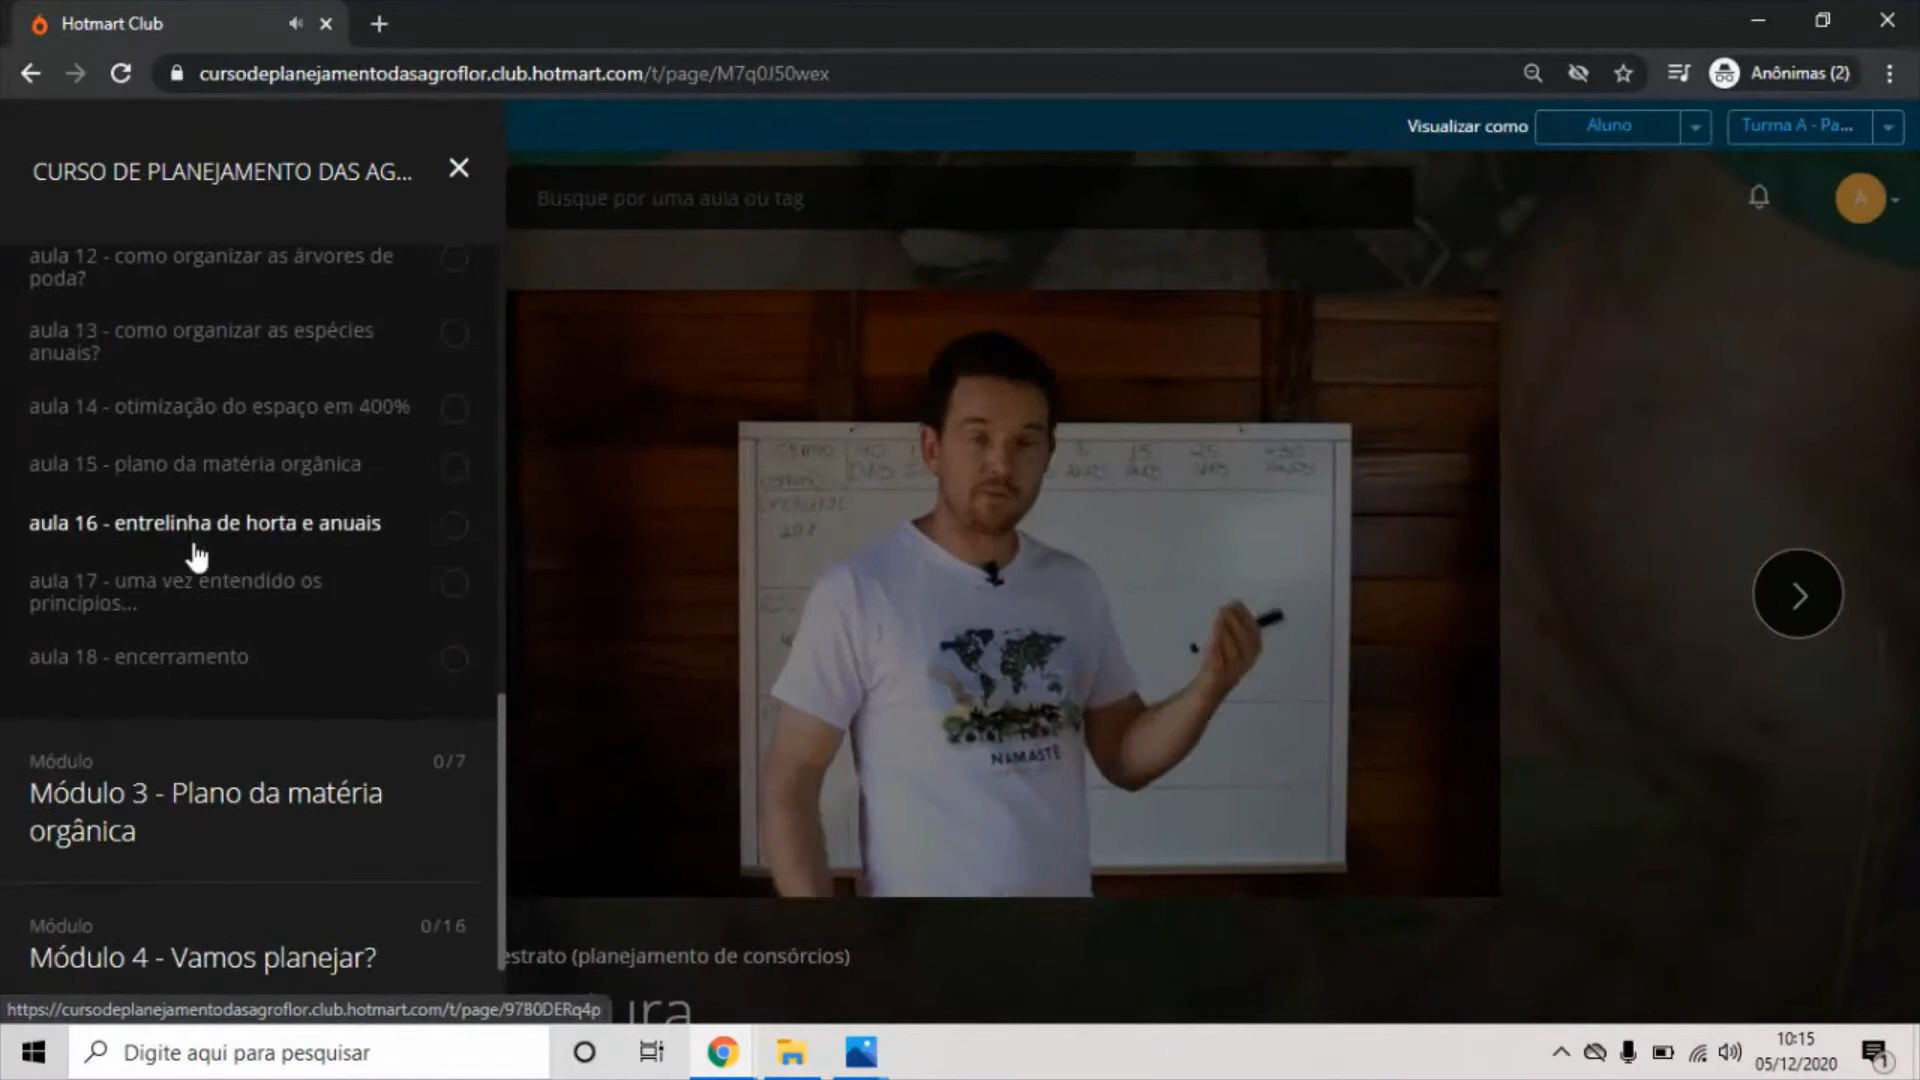 Hotmart Club
cursodeplanejamentodasagroflor.club.hotmart.com/t/page/M7q0J50wex
Anônimas (2)
Visualizar como
Aluno
Turma A - Pa...
CURSO DE PLANEJAMENTO DAS AG...
Busque por uma aula ou tag
A
aula 12 - como organizar as árvores de
poda?
aula 13 - como organizar as espécies
anuais?
aula 14 - otimização do espaço em 400%
aula 15 - plano da matéria orgânica
aula 16 - entrelinha de horta e anuais
aula 17 - uma vez entendido os
princípios...
aula 18 - encerramento
Módulo 0/7
Módulo 3 - Plano da matéria
orgânica
Módulo 0/16
Módulo 4 - Vamos planejar?
25
NAMASTÊ
estrato (planejamento de consórcios)
https://cursodeplanejamentodasagroflor.club.hotmart.com/t/page/97B0DERq4p
Digite aqui para pesquisar
10:15
05/12/2020
1